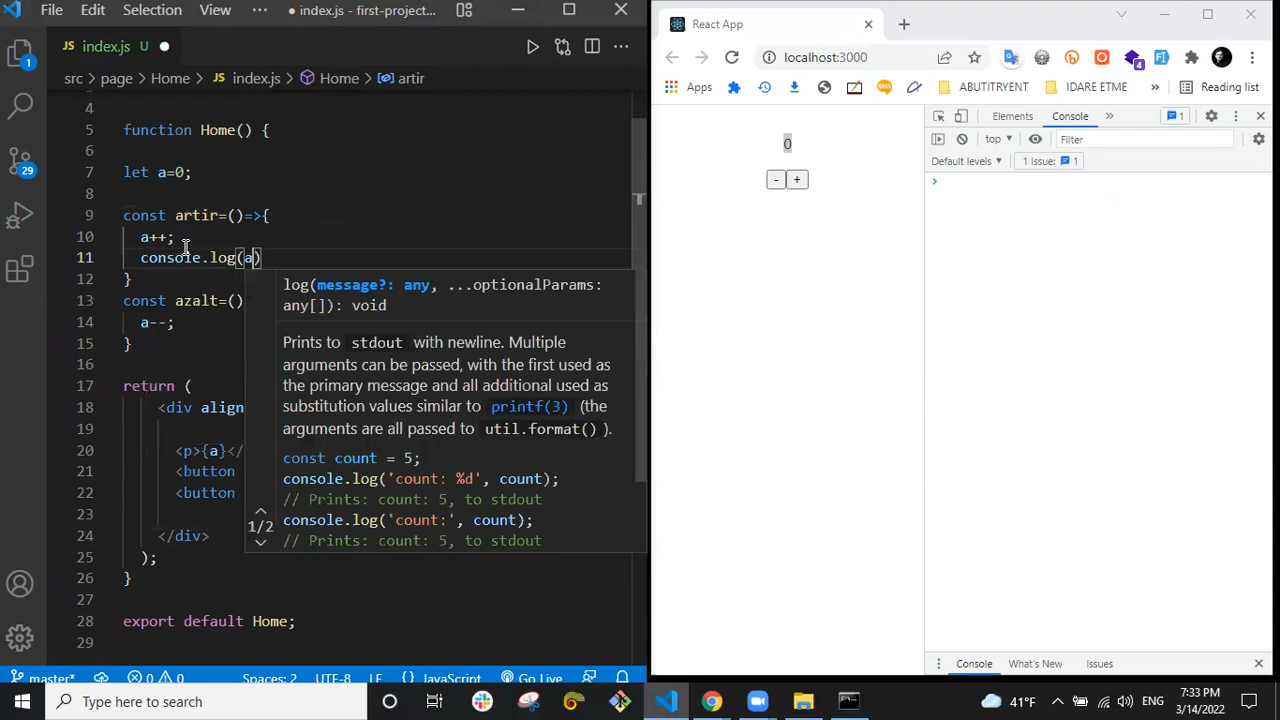 File Edit Selection View index.js - first-project...
JS index.js U
src > page > Home > JS index.js > Home > artir
4
5 function Home() {
6
7 let a=0;
8
9 const artir=()=>{
10 a++;
11 console.log(a)
12 }
13 const azalt=()
14 a--;
15 }
16
17 return (
18 <div align
19
20 <p>{a}</
21 <button
22 <button
23
24 </div>
25 );
26 }
27
28 export default Home;
29
log(message?: any, ...optionalParams:
any[]): void
Prints to stdout with newline. Multiple
arguments can be passed, with the first used as
the primary message and all additional used as
substitution values similar to printf(3) (the
arguments are all passed to util.format() ).
const count = 5;
console.log('count: %d', count);
// Prints: count: 5, to stdout
console.log('count:', count);
// Prints: count: 5, to stdout
1/2
1
29
master* 0 0 Spaces: 2 UTF-8 LF JavaScript Go Live
React App
localhost:3000
4
Apps SMS ABUTITRYENT IDARE ETME » Reading list
0
- +
Elements Console » 1
top Filter
Default levels 1 Issue: 1
Console What's New Issues
Type here to search
41°F ENG 7:33 PM
3/14/2022